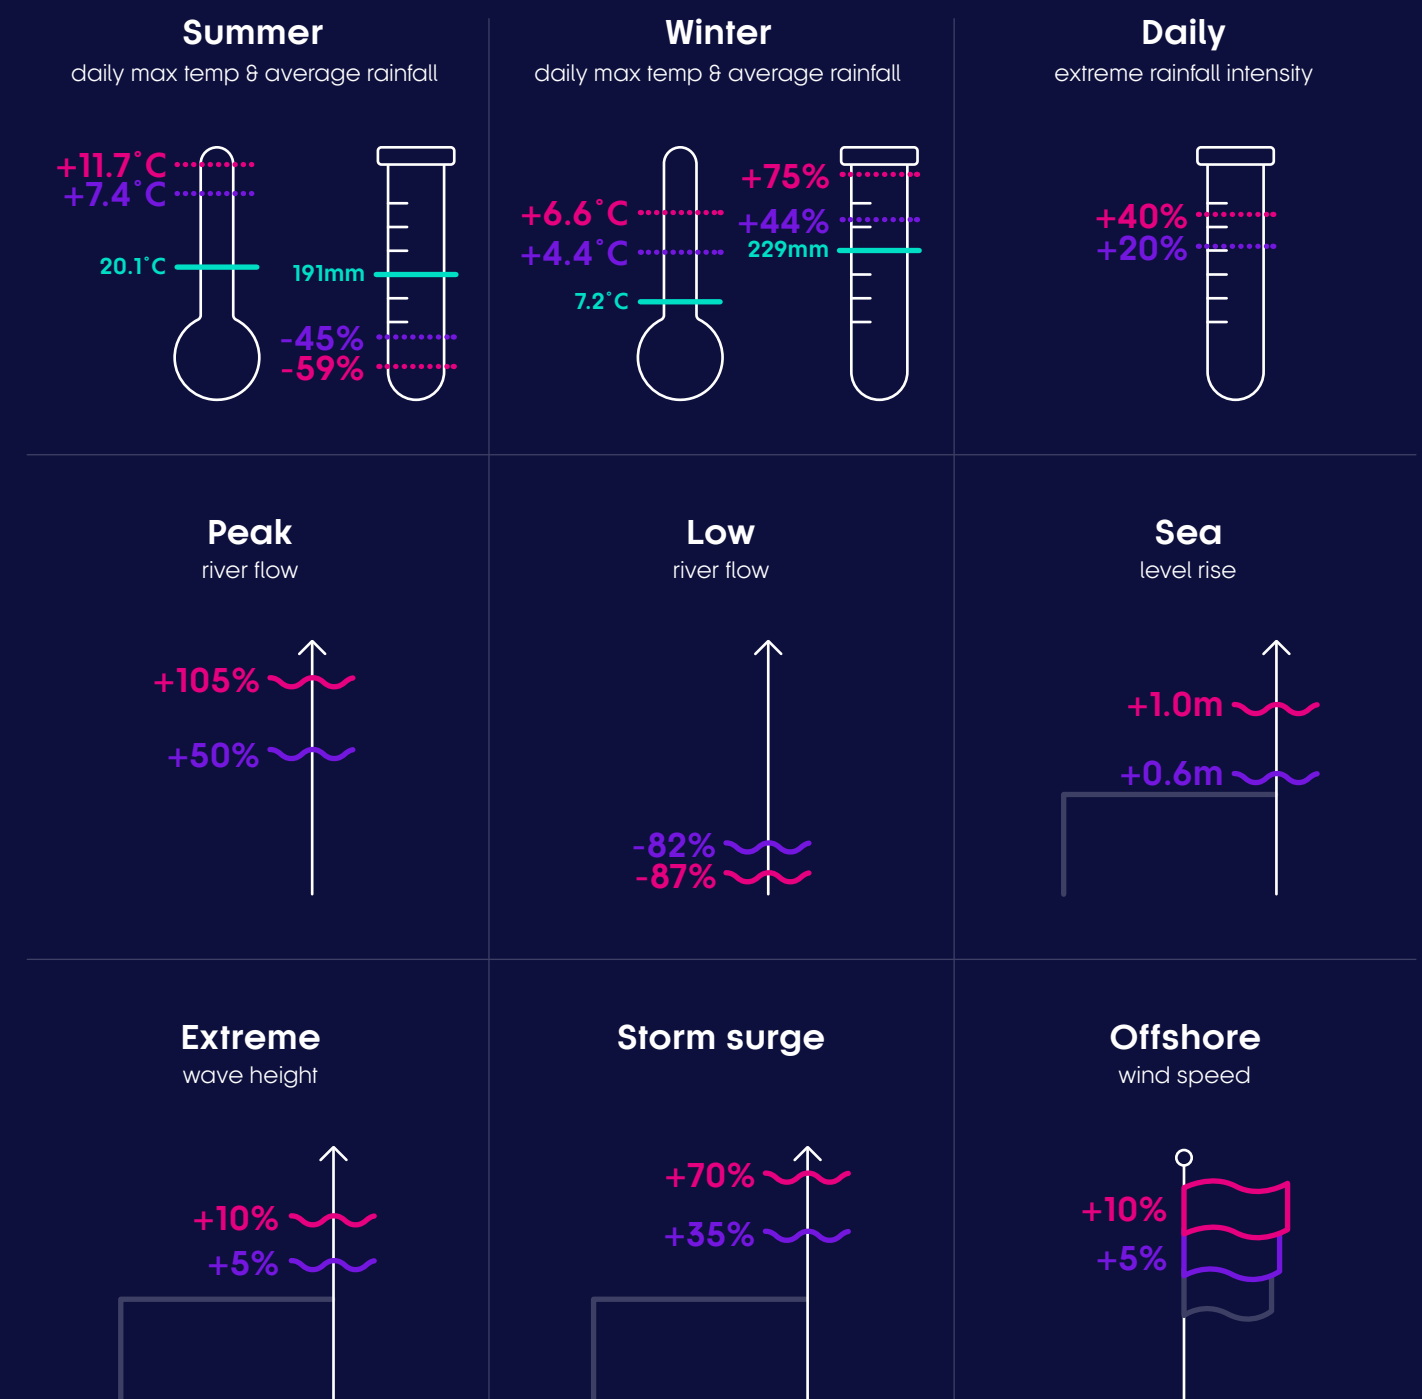 Summer
daily max temp & average rainfall
+11.7°C
+7.4°C
20.1°C
191mm
-45%
-59%
Winter
daily max temp & average rainfall
+6.6°C
+4.4°C
7.2°C
+75%
+44%
229mm
Daily
extreme rainfall intensity
+40%
+20%
Peak
river flow
+105%
+50%
Low
river flow
-82%
-87%
Sea
level rise
+1.0m
+0.6m
Extreme
wave height
+10%
+5%
Storm surge
+70%
+35%
Offshore
wind speed
+10%
+5%